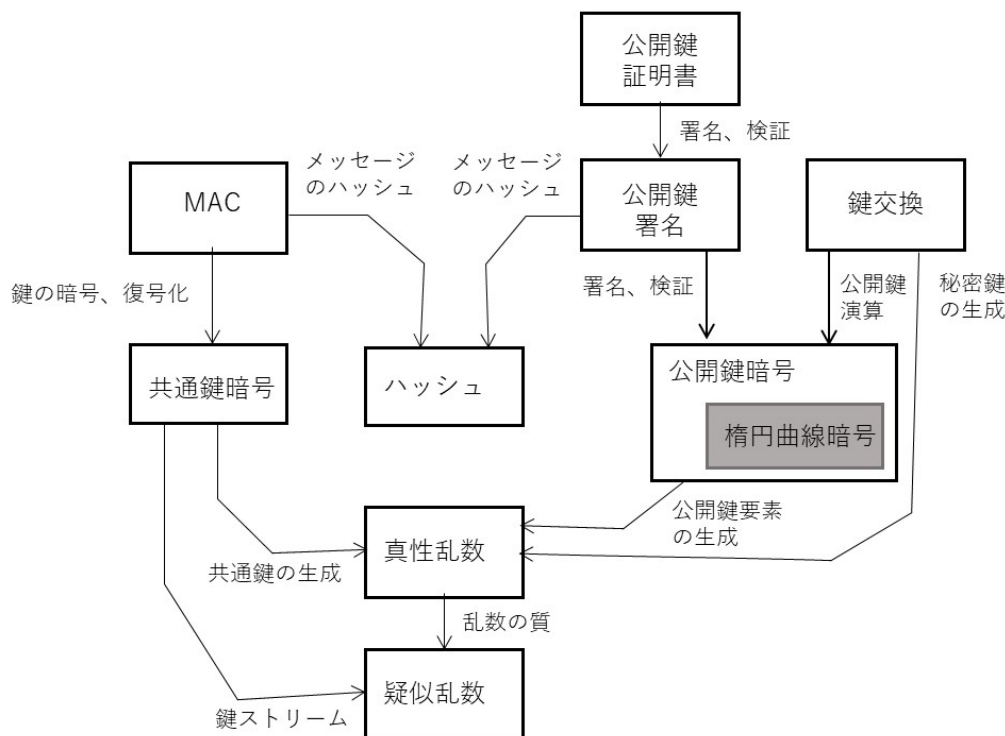 公開鍵
証明書
署名、検証
メッセージ
のハッシュ
メッセージ
のハッシュ
MAC
公開鍵
署名
鍵交換
鍵の暗号、復号化
署名、検証
公開鍵
演算
秘密鍵
の生成
共通鍵暗号
ハッシュ
公開鍵暗号
楕円曲線暗号
公開鍵要素
の生成
真性乱数
共通鍵の生成
乱数の質
疑似乱数
鍵ストリーム